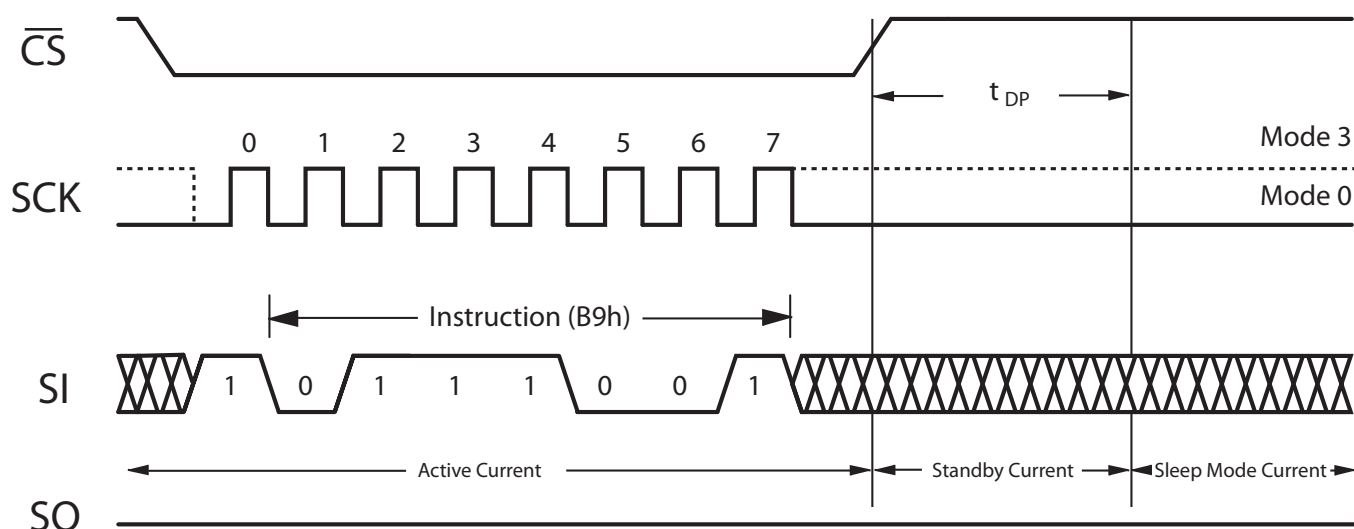 CS
t DP
0 1 2 3 4 5 6 7
Mode 3
SCK
Mode 0
Instruction (B9h)
SI
1 0 1 1 1 0 0 1
Active Current
Standby Current
Sleep Mode Current
SO